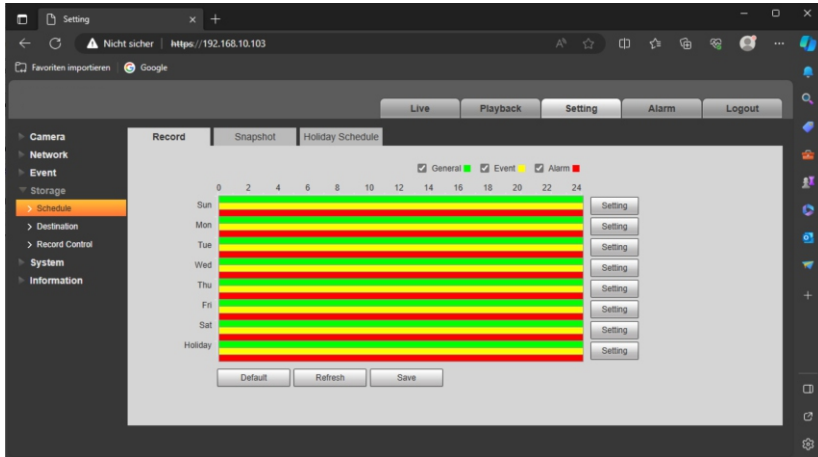 Setting
Nicht sicher https://192.168.10.103
Favoriten importieren Google
Live Playback Setting Alarm Logout
Camera
Network
Event
Storage
Schedule
Destination
Record Control
System
Information
Record Snapshot Holiday Schedule
General Event Alarm
0 2 4 6 8 10 12 14 16 18 20 22 24
Sun Setting
Mon Setting
Tue Setting
Wed Setting
Thu Setting
Fri Setting
Sat Setting
Holiday Setting
Default Refresh Save